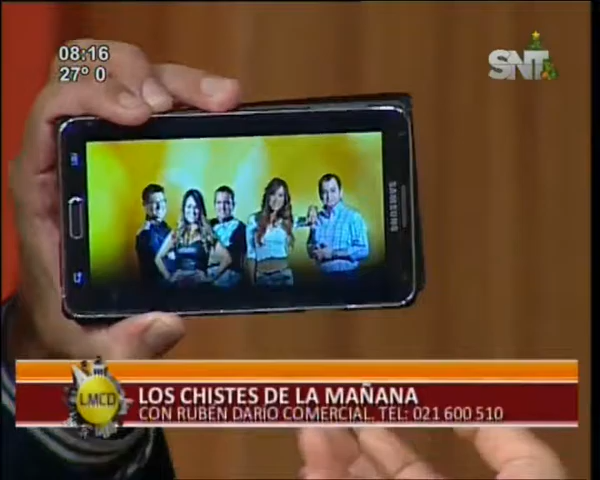 08:16
27° 0
SNT
SAMSUNG
LMCD
LOS CHISTES DE LA MAÑANA
CON RUBEN DARIO COMERCIAL. TEL: 021 600 510